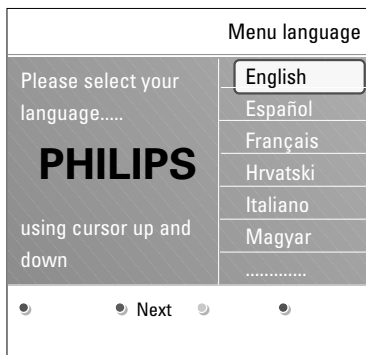 Menu language
Please select your
language.....
PHILIPS
using cursor up and
down
English
Español
Français
Hrvatski
Italiano
Magyar
.............
Next